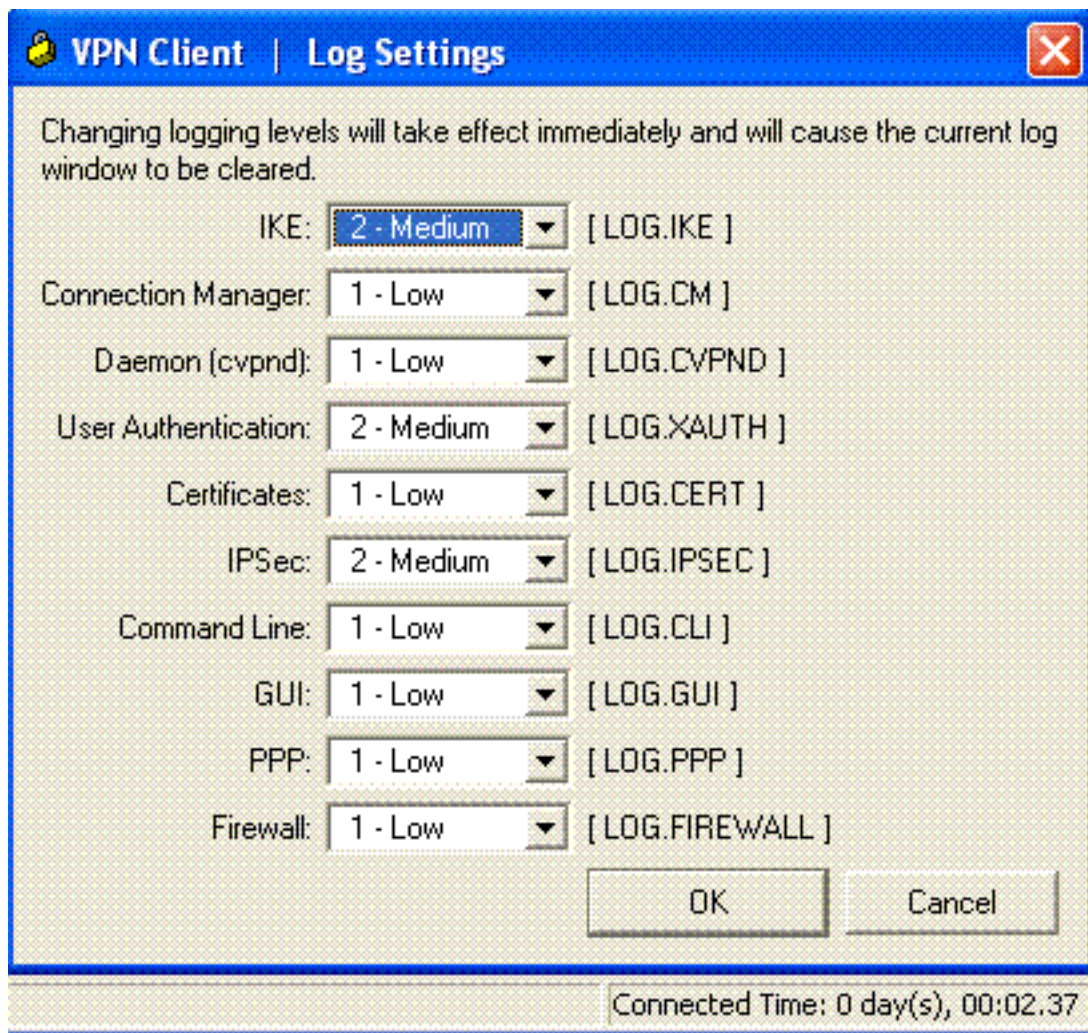 VPN Client | Log Settings
Changing logging levels will take effect immediately and will cause the current log
window to be cleared.
IKE: 2 - Medium [ LOG.IKE ]
Connection Manager: 1 - Low [ LOG.CM ]
Daemon (cvpnd): 1 - Low [ LOG.CVPND ]
User Authentication: 2 - Medium [ LOG.XAUTH ]
Certificates: 1 - Low [ LOG.CERT ]
IPSec: 2 - Medium [ LOG.IPSEC ]
Command Line: 1 - Low [ LOG.CLI ]
GUI: 1 - Low [ LOG.GUI ]
PPP: 1 - Low [ LOG.PPP ]
Firewall: 1 - Low [ LOG.FIREWALL ]
OK Cancel
Connected Time: 0 day(s), 00:02.37